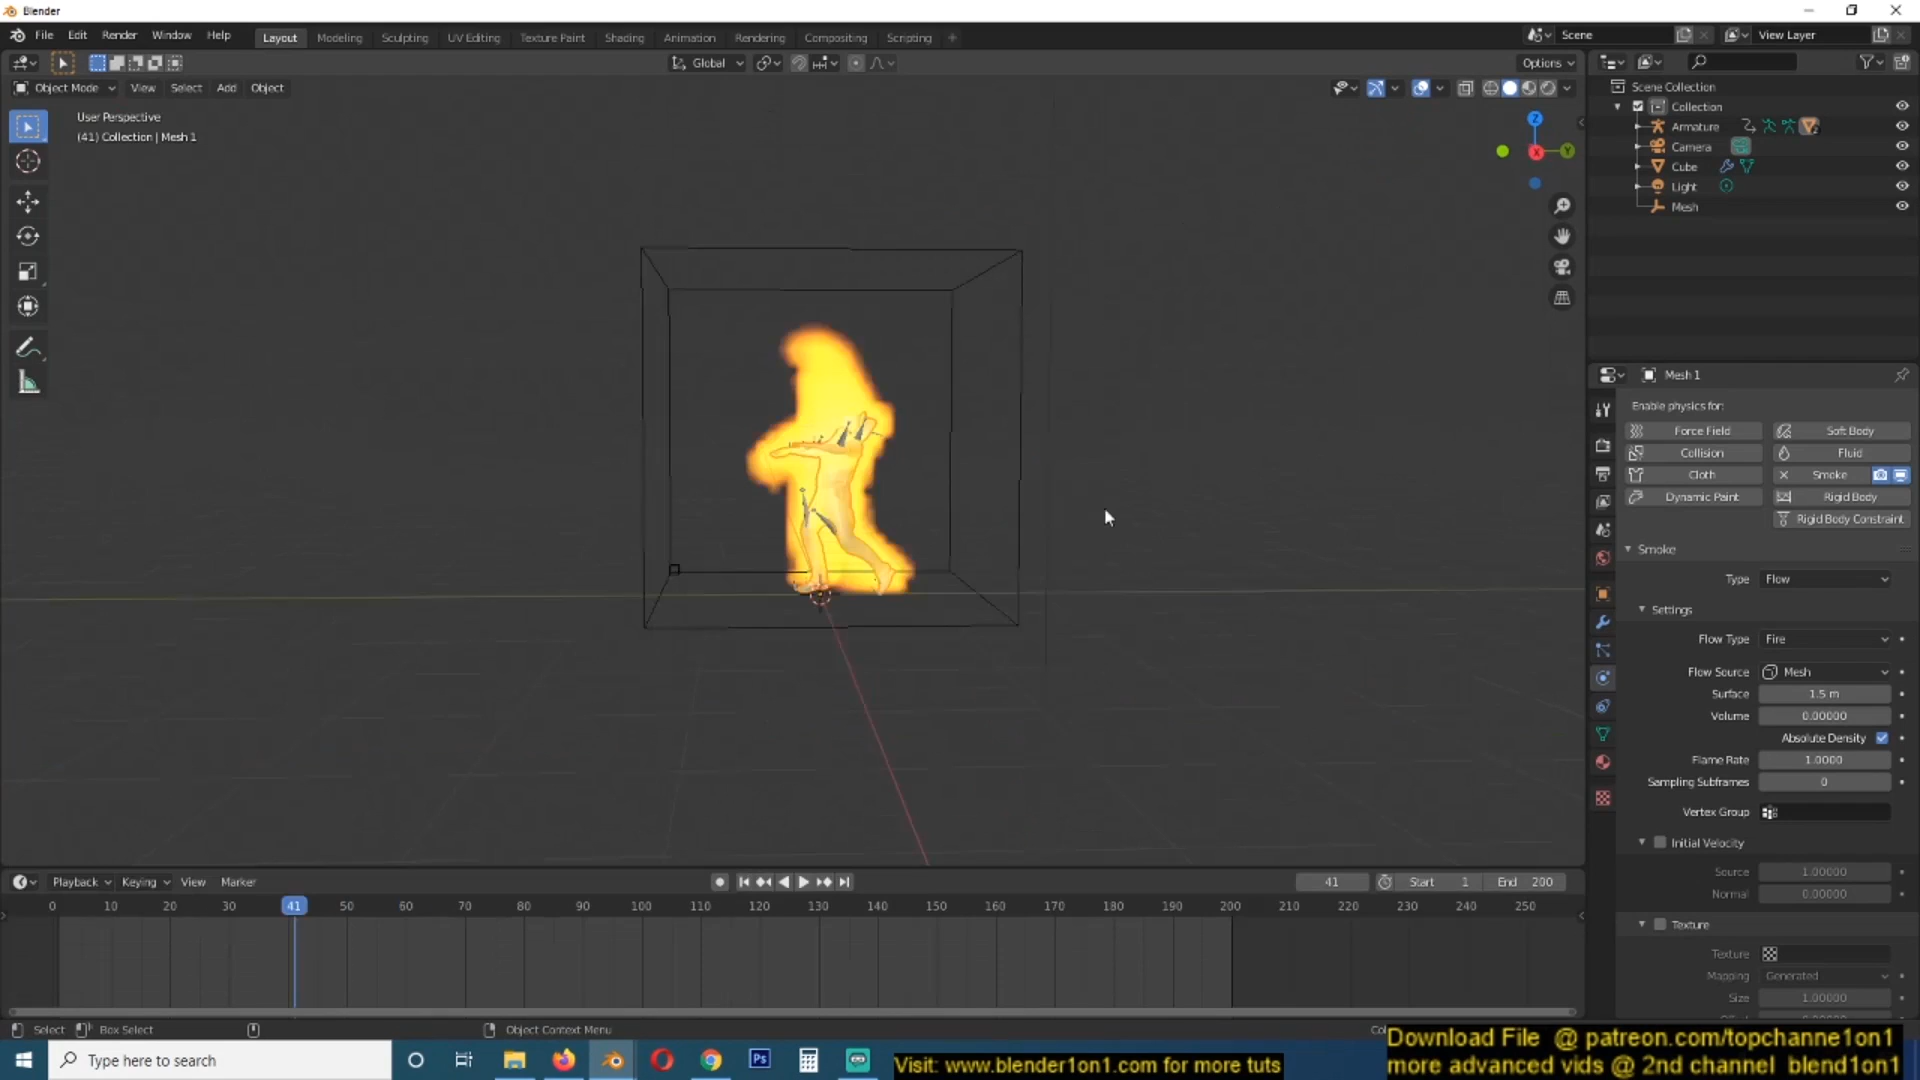 Blender
File Edit Render Window Help
Layout Modeling Sculpting UV Editing Texture Paint Shading Animation Rendering Compositing Scripting +
Scene View Layer
Global Options
Object Mode View Select Add Object
User Perspective
(41) Collection | Mesh 1
Z
X
Y
Scene Collection
Collection
Armature
Camera
Cube
Light
Mesh
Mesh 1
Enable physics for:
Force Field Soft Body
Collision Fluid
Cloth Smoke
Dynamic Paint Rigid Body
Rigid Body Constraint
Smoke
Type Flow
Settings
Flow Type Fire
Flow Source Mesh
Surface 1.5 m
Volume 0.00000
Absolute Density
Flame Rate 1.0000
Sampling Subframes 0
Vertex Group
Initial Velocity
Source 1.00000
Normal 0.00000
Texture
Texture
Mapping Generated
Size 1.00000
Playback Keying View Marker 41 Start 1 End 200
0 10 20 30 41 50 60 70 80 90 100 110 120 130 140 150 160 170 180 190 200 210 220 230 240 250
Select Box Select Object Context Menu
Type here to search
Ps
Visit: www.blender1on1.com for more tuts
Download File @ patreon.com/topchanne1on1
more advanced vids @ 2nd channel blend1on1